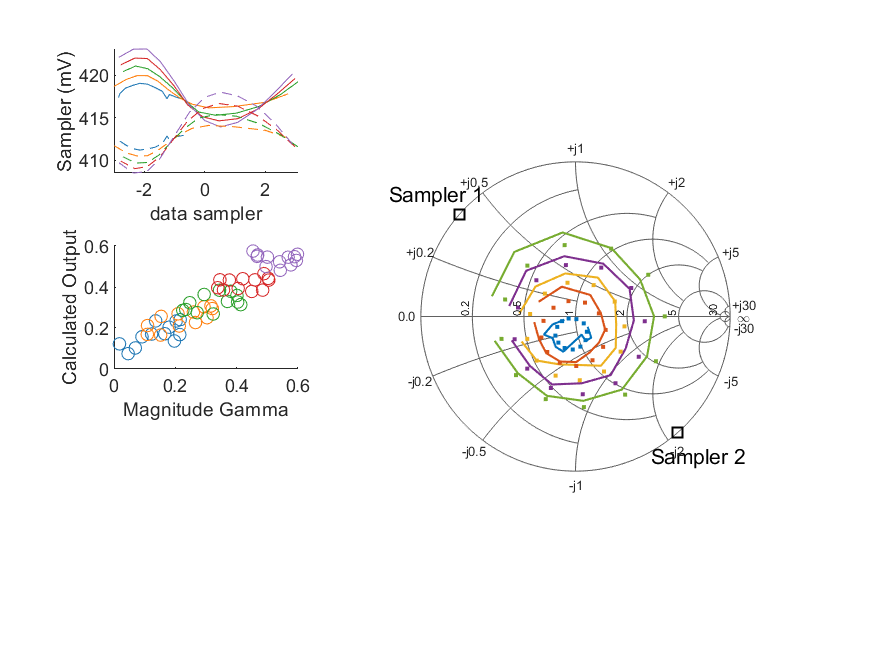 Sampler (mV)
420
415
410
-2
0
2
data sampler
Calculated Output
0.6
0.4
0.2
0
0
0.2
0.4
0.6
Magnitude Gamma
+j1
+j0.5
+j2
Sampler 1
+j0.2
+j5
0.0
0.2
0.5
1
2
5
30
+j30
∞
-j30
-j0.2
-j5
-j0.5
-j2
Sampler 2
-j1